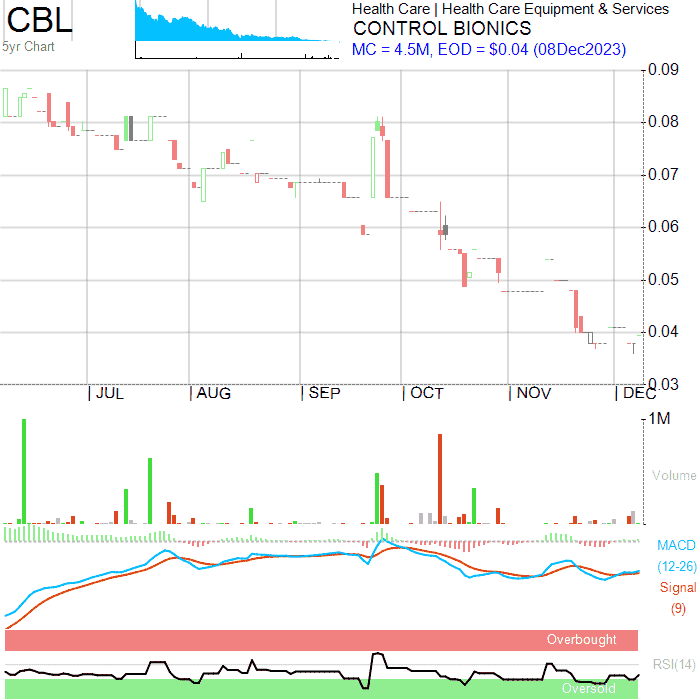 CBL
5yr Chart
Health Care | Health Care Equipment & Services
CONTROL BIONICS
MC = 4.5M, EOD = $0.04 (08Dec2023)
0.09
0.08
0.07
0.06
0.05
0.04
0.03
JUL AUG SEP OCT NOV DEC
1M
Volume
MACD
(12-26)
Signal
(9)
Overbought
RSI(14)
Oversold